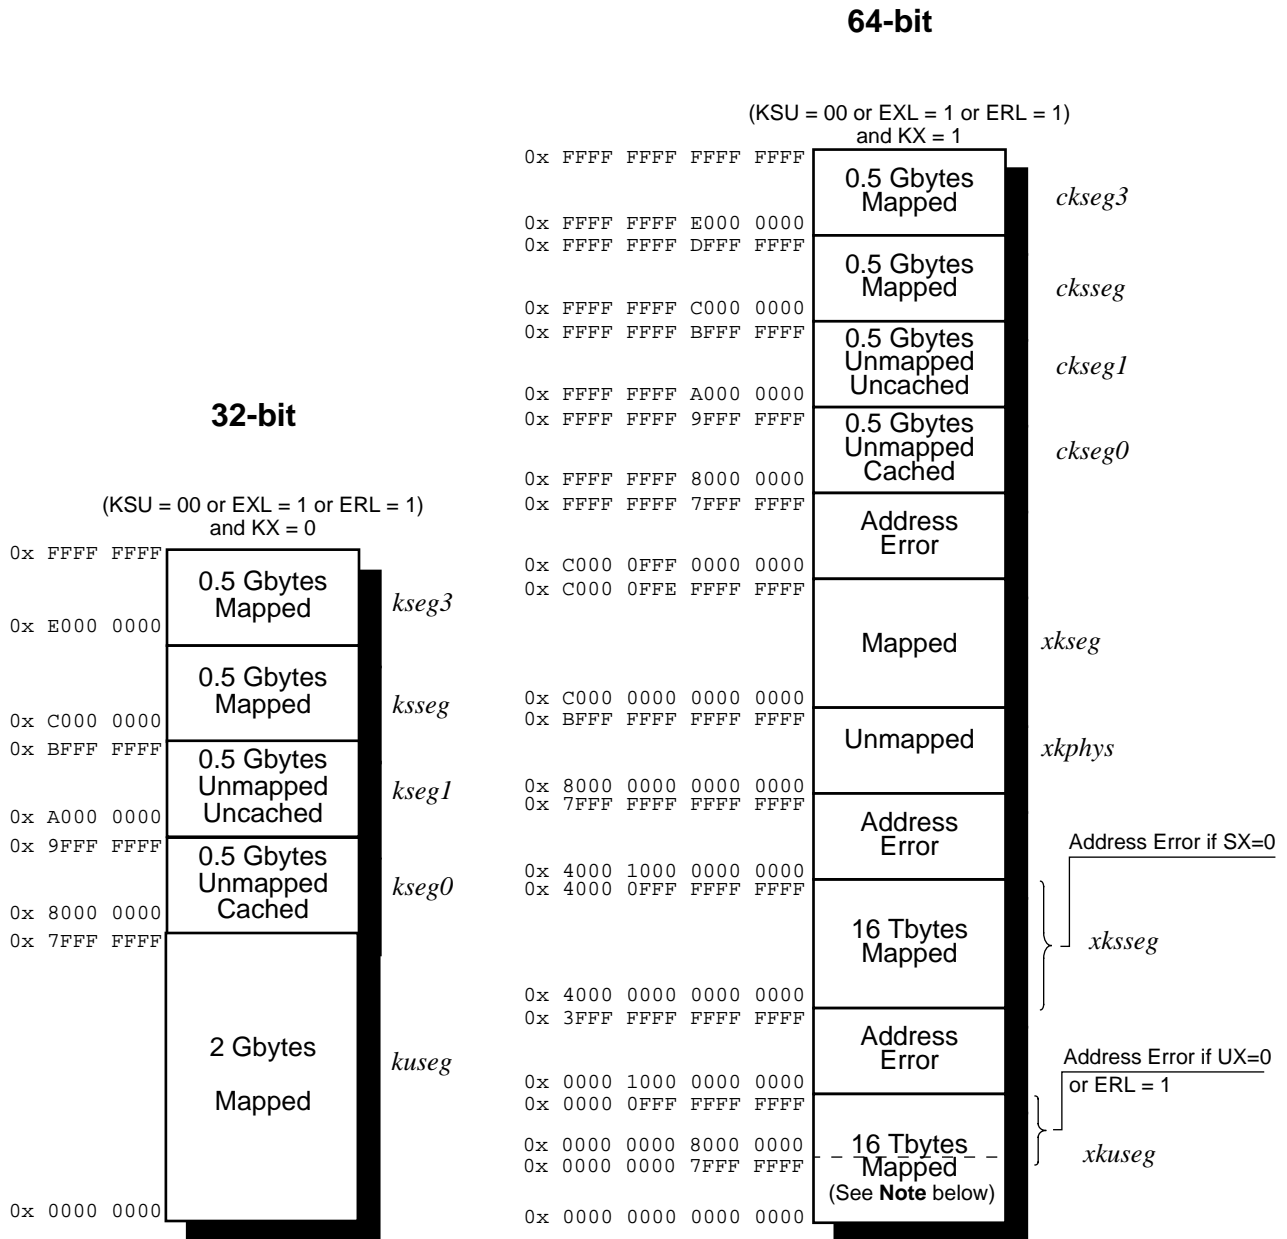 64-bit
(KSU = 00 or EXL = 1 or ERL = 1)
and KX = 1
0x FFFF FFFF FFFF FFFF
0.5 Gbytes
Mapped
ckseg3
0x FFFF FFFF E000 0000
0x FFFF FFFF DFFF FFFF
0.5 Gbytes
Mapped
cksseg
0x FFFF FFFF C000 0000
0x FFFF FFFF BFFF FFFF
0.5 Gbytes
Unmapped
Uncached
ckseg1
0x FFFF FFFF A000 0000
0x FFFF FFFF 9FFF FFFF
0.5 Gbytes
Unmapped
Cached
ckseg0
0x FFFF FFFF 8000 0000
0x FFFF FFFF 7FFF FFFF
Address
Error
0x C000 0FFF 0000 0000
0x C000 0FFE FFFF FFFF
Mapped
xkseg
0x C000 0000 0000 0000
0x BFFF FFFF FFFF FFFF
Unmapped
xkphys
0x 8000 0000 0000 0000
0x 7FFF FFFF FFFF FFFF
Address
Error
Address Error if SX=0
0x 4000 1000 0000 0000
0x 4000 0FFF FFFF FFFF
16 Tbytes
Mapped
xksseg
0x 4000 0000 0000 0000
0x 3FFF FFFF FFFF FFFF
Address
Error
Address Error if UX=0
or ERL = 1
0x 0000 1000 0000 0000
0x 0000 0FFF FFFF FFFF
0x 0000 0000 8000 0000
0x 0000 0000 7FFF FFFF
16 Tbytes
Mapped
(See Note below)
xkuseg
0x 0000 0000 0000 0000
32-bit
(KSU = 00 or EXL = 1 or ERL = 1)
and KX = 0
0x FFFF FFFF
0.5 Gbytes
Mapped
kseg3
0x E000 0000
0.5 Gbytes
Mapped
ksseg
0x C000 0000
0x BFFF FFFF
0.5 Gbytes
Unmapped
Uncached
kseg1
0x A000 0000
0x 9FFF FFFF
0.5 Gbytes
Unmapped
Cached
kseg0
0x 8000 0000
0x 7FFF FFFF
2 Gbytes
Mapped
kuseg
0x 0000 0000